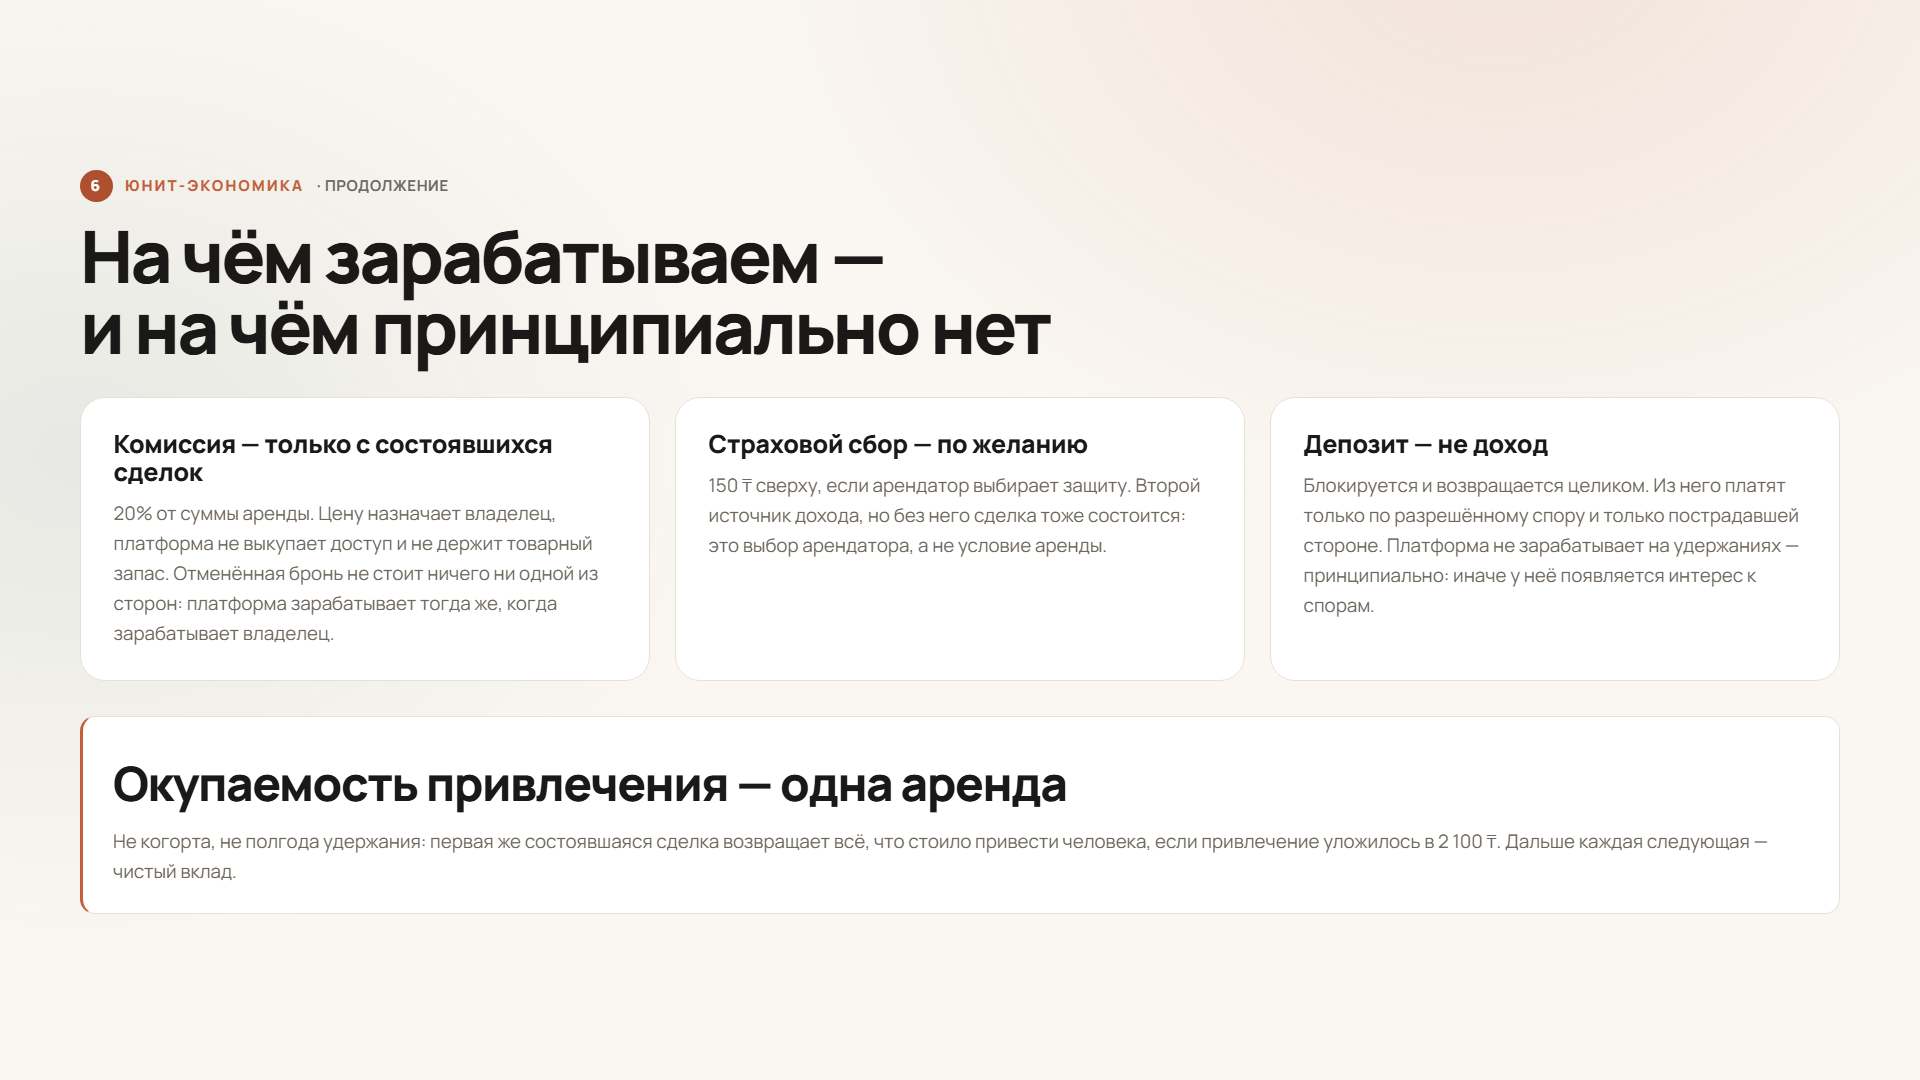 6 ЮНИТ-ЭКОНОМИКА · ПРОДОЛЖЕНИЕ
На чём зарабатываем —
и на чём принципиально нет
Комиссия — только с состоявшихся
сделок
20% от суммы аренды. Цену назначает владелец,
платформа не выкупает доступ и не держит товарный
запас. Отменённая бронь не стоит ничего ни одной из
сторон: платформа зарабатывает тогда же, когда
зарабатывает владелец.
Страховой сбор — по желанию
150 ₸ сверху, если арендатор выбирает защиту. Второй
источник дохода, но без него сделка тоже состоится:
это выбор арендатора, а не условие аренды.
Депозит — не доход
Блокируется и возвращается целиком. Из него платят
только по разрешённому спору и только пострадавшей
стороне. Платформа не зарабатывает на удержаниях —
принципиально: иначе у неё появляется интерес к
спорам.
Окупаемость привлечения — одна аренда
Не когорта, не полгода удержания: первая же состоявшаяся сделка возвращает всё, что стоило привести человека, если привлечение уложилось в 2 100 ₸. Дальше каждая следующая —
чистый вклад.